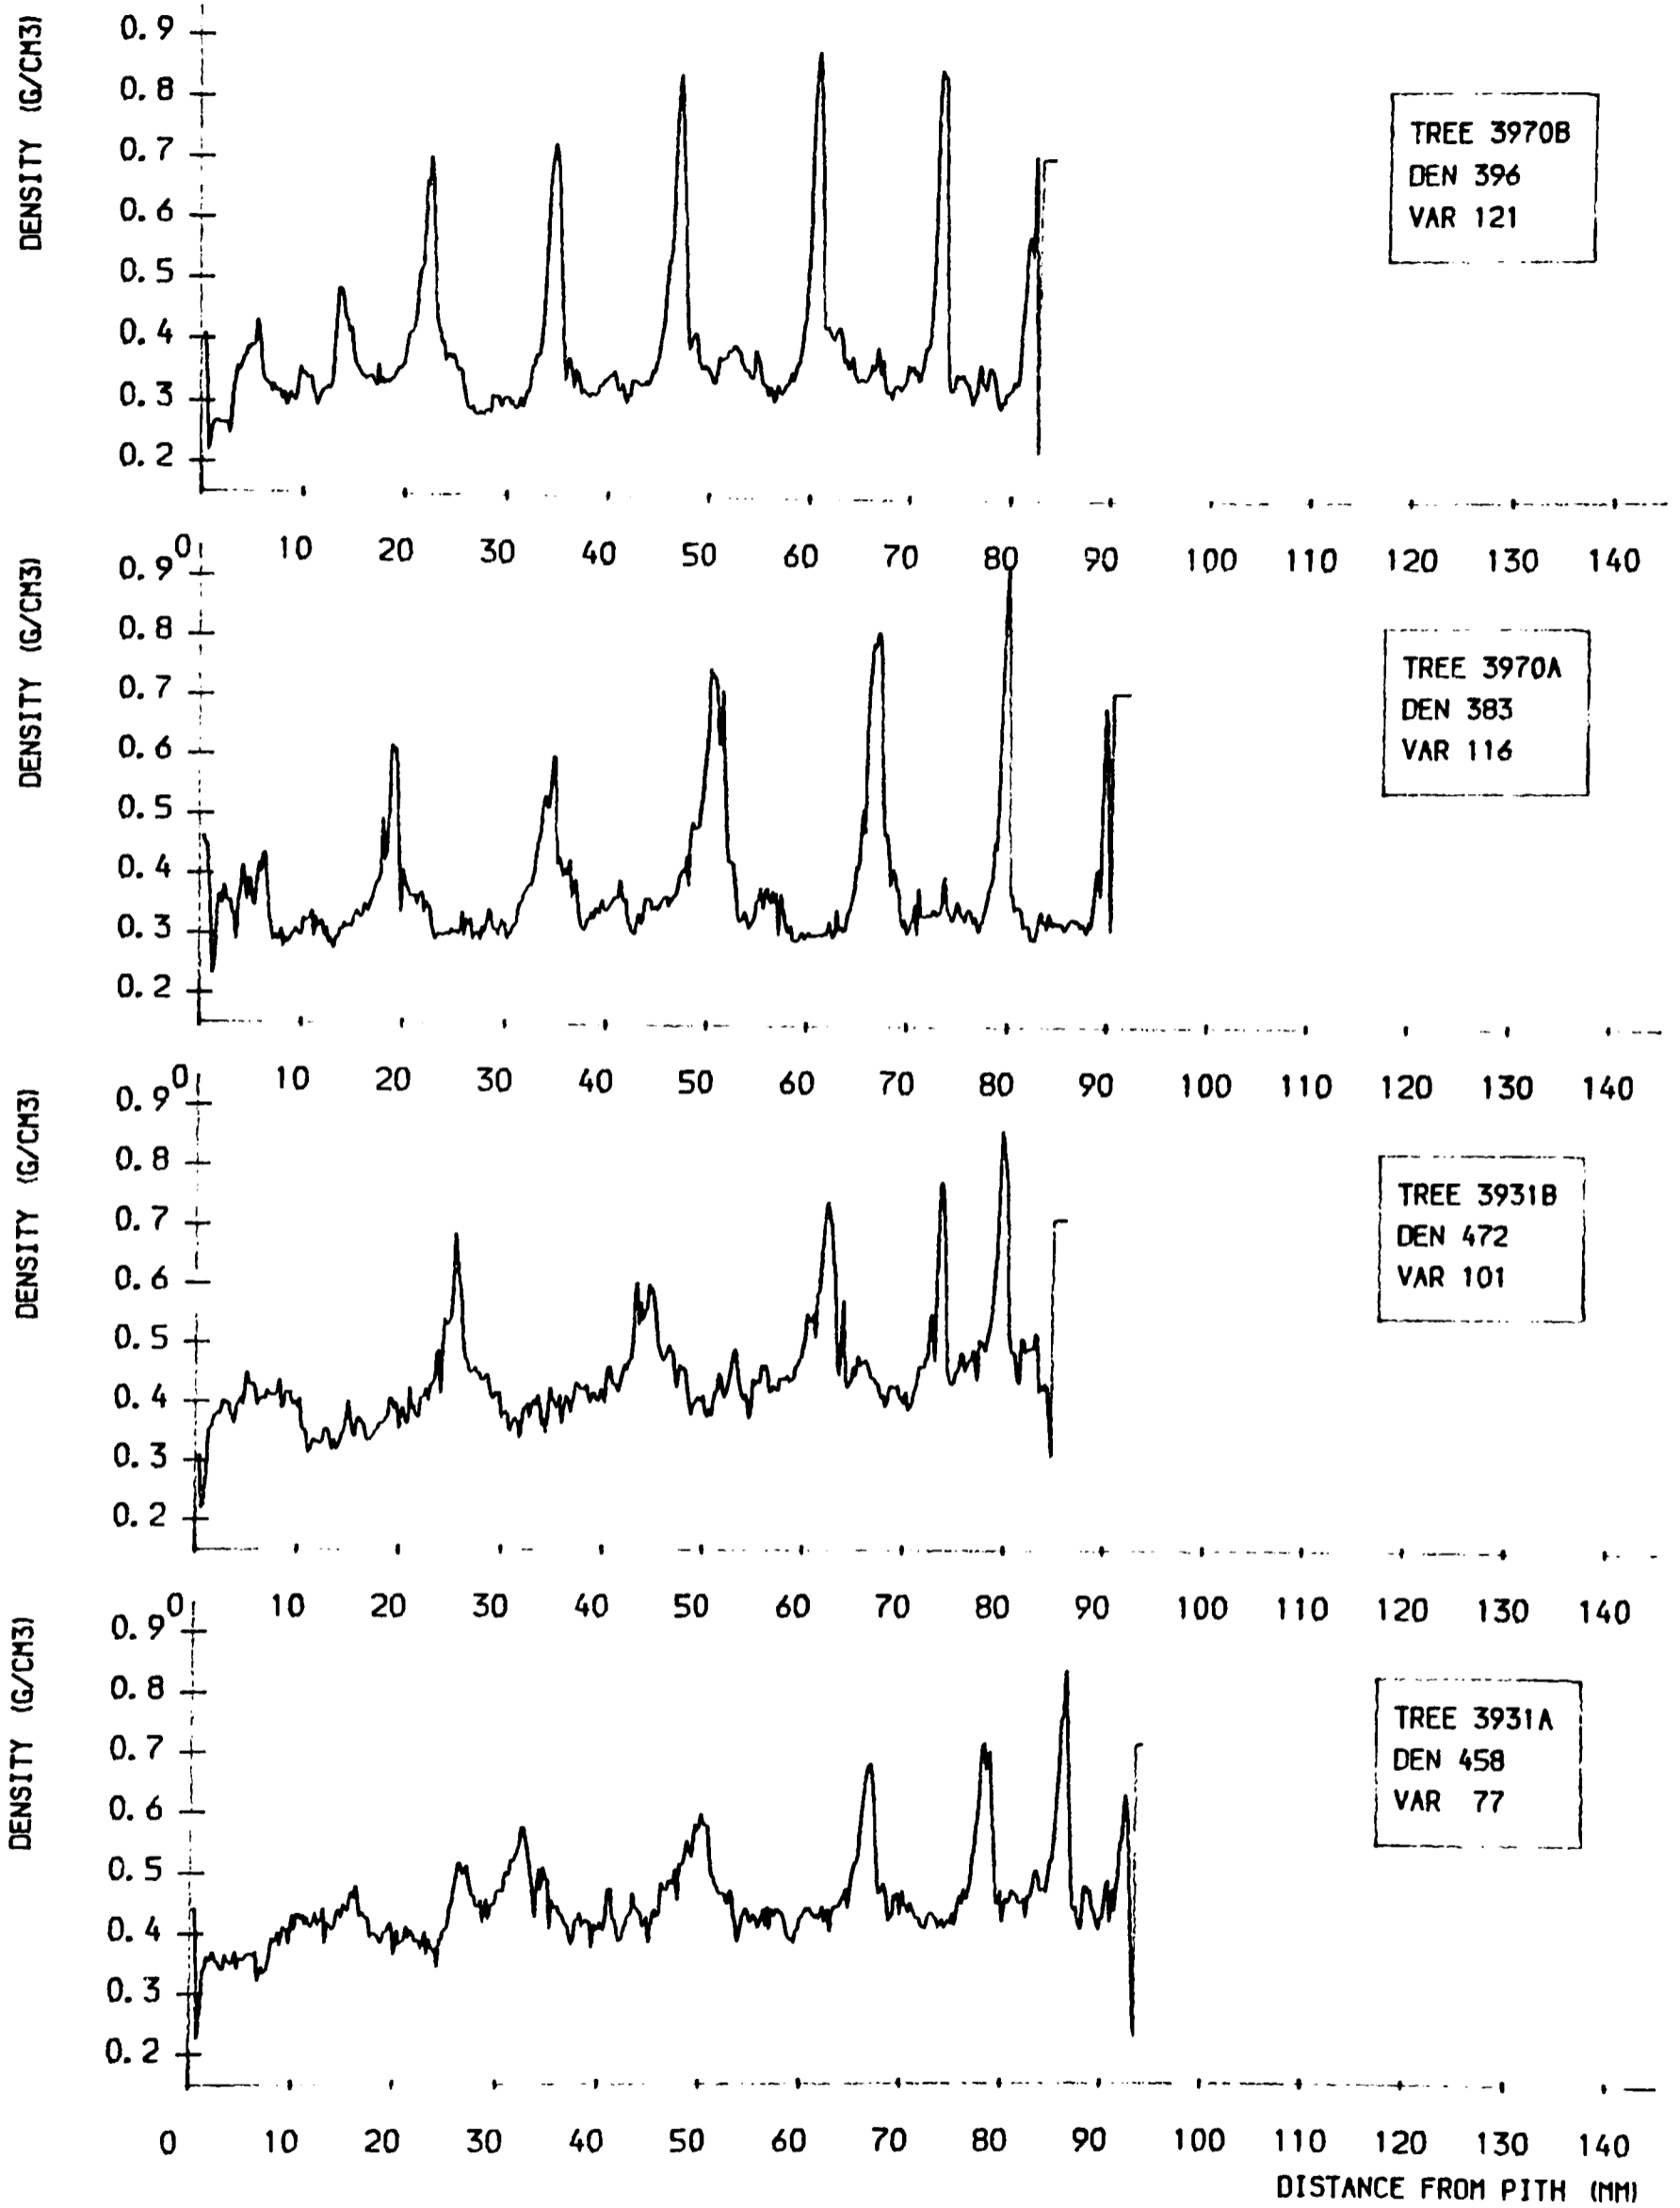 DENSITY (G/CM3)
0.9
0.8
0.7
0.6
0.5
0.4
0.3
0.2
TREE 3970B
DEN 396
VAR 121
0 10 20 30 40 50 60 70 80 90 100 110 120 130 140
DENSITY (G/CM3)
0.9
0.8
0.7
0.6
0.5
0.4
0.3
0.2
TREE 3970A
DEN 383
VAR 116
0 10 20 30 40 50 60 70 80 90 100 110 120 130 140
DENSITY (G/CM3)
0.9
0.8
0.7
0.6
0.5
0.4
0.3
0.2
TREE 3931B
DEN 472
VAR 101
0 10 20 30 40 50 60 70 80 90 100 110 120 130 140
DENSITY (G/CM3)
0.9
0.8
0.7
0.6
0.5
0.4
0.3
0.2
TREE 3931A
DEN 458
VAR 77
0 10 20 30 40 50 60 70 80 90 100 110 120 130 140
DISTANCE FROM PITH (MM)